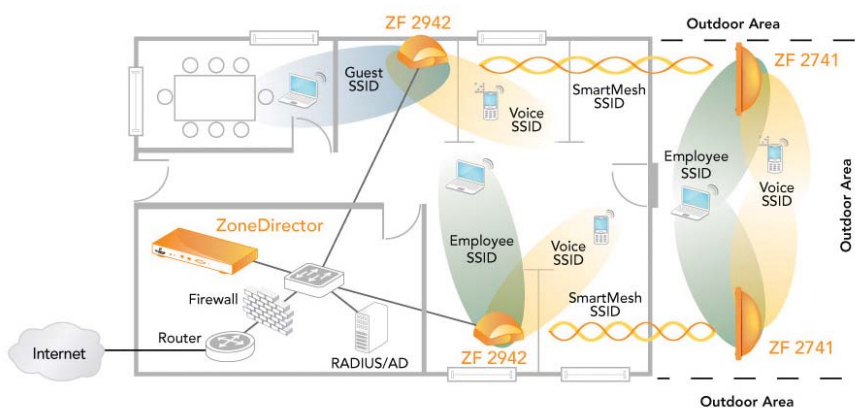 ZF 2942
Outdoor Area
ZF 2741
Guest
SSID
Voice
SSID
SmartMesh
SSID
Employee
SSID
Voice
SSID
Outdoor Area
ZoneDirector
Employee
SSID
Voice
SSID
Firewall
SmartMesh
SSID
Router
Internet
RADIUS/AD
ZF 2942
ZF 2741
Outdoor Area